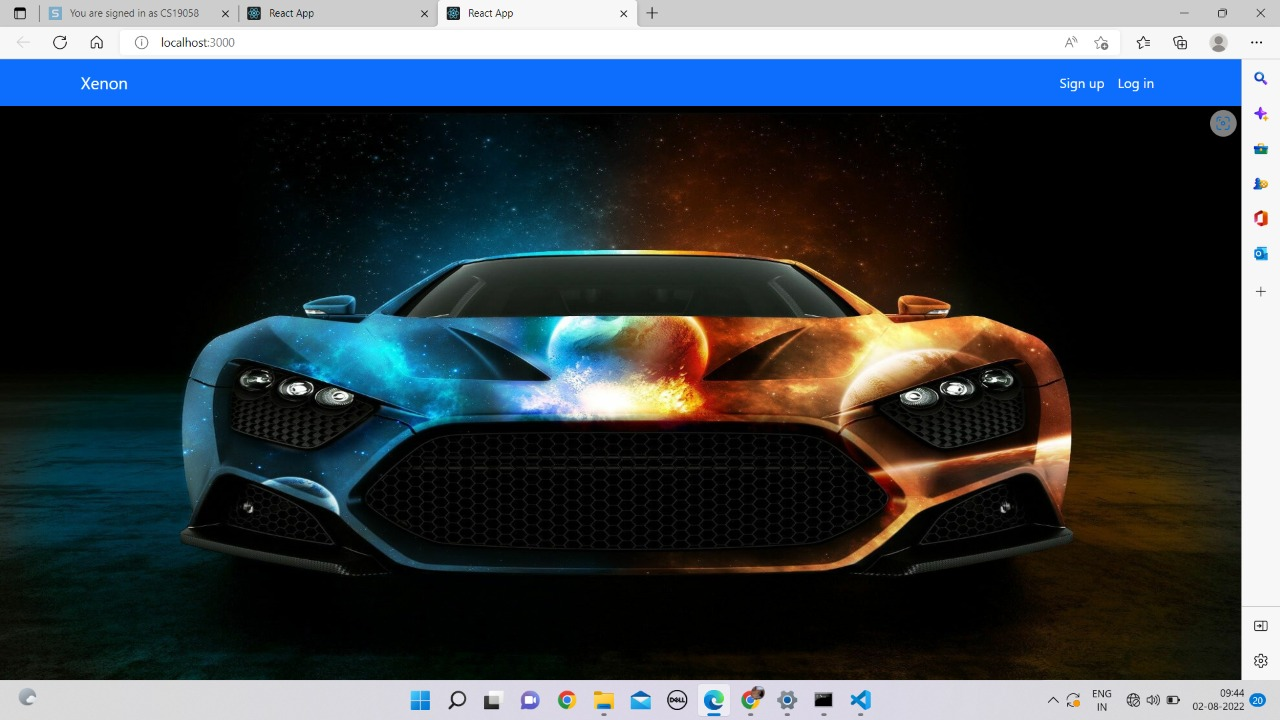 You are signed in as CS19058
React App
React App
localhost:3000
Xenon
Sign up
Log in
DELL
ENG
IN
09:44
02-08-2022
20